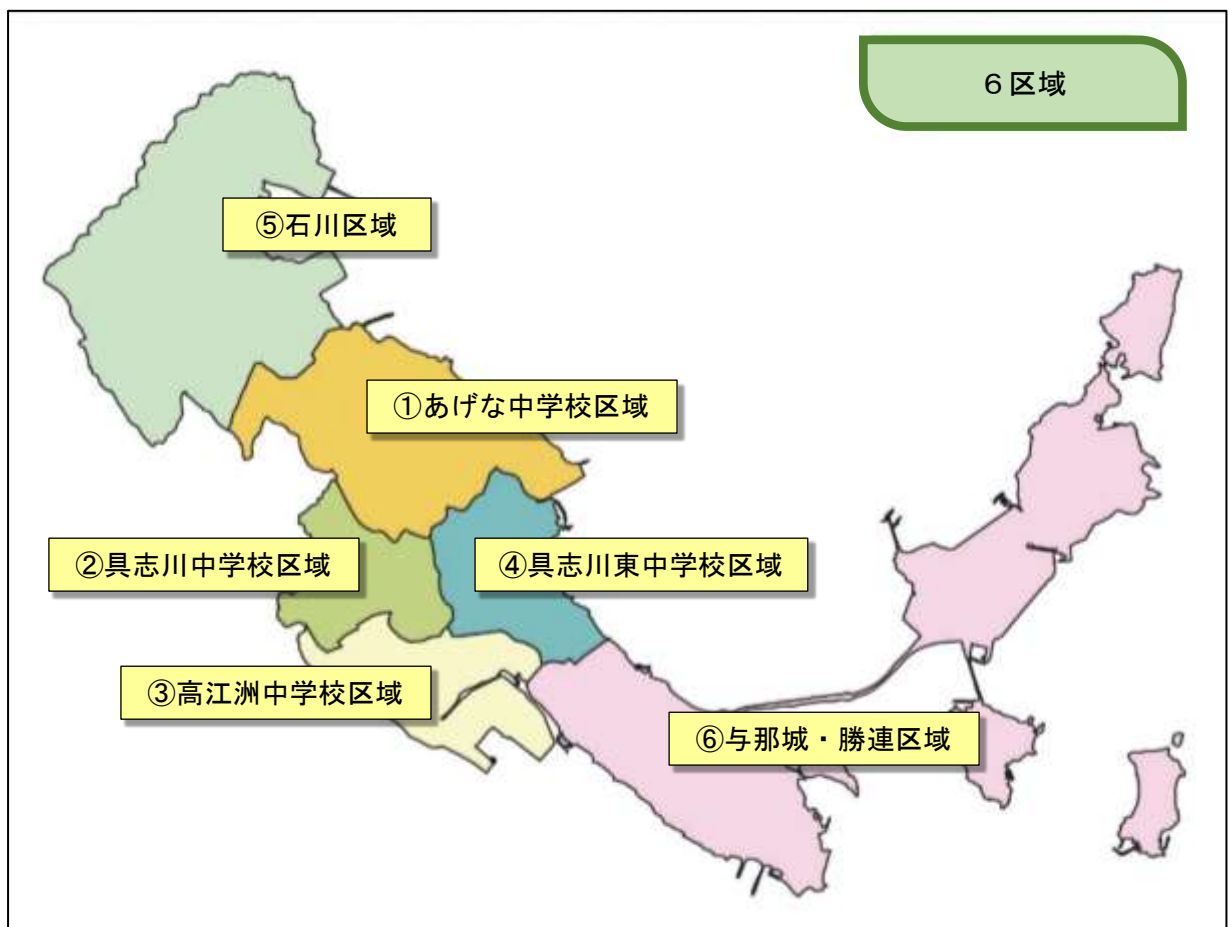 ６区域
⑤石川区域
①あげな中学校区域
②具志川中学校区域
④具志川東中学校区域
③高江洲中学校区域
⑥与那城・勝連区域